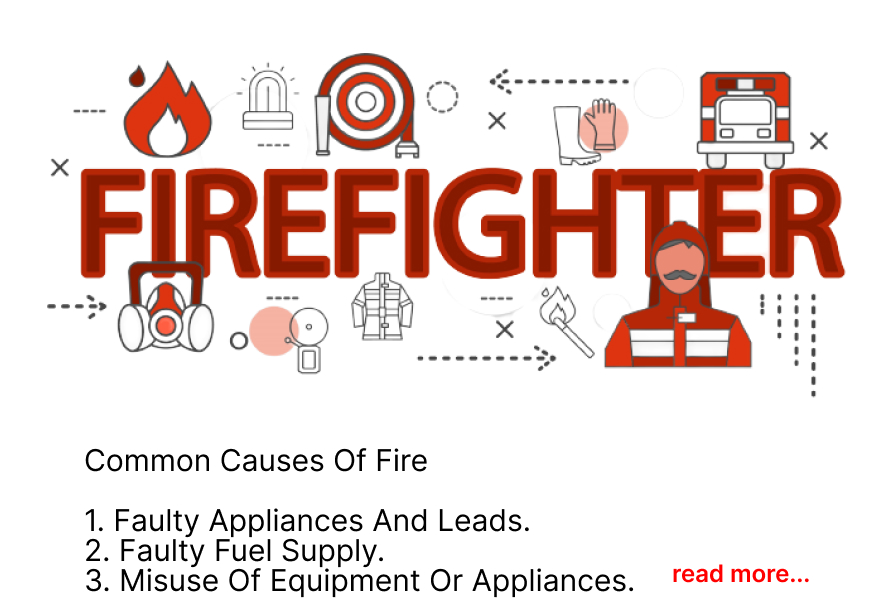 FIREFIGHTER
Common Causes Of Fire
1. Faulty Appliances And Leads.
2. Faulty Fuel Supply.
3. Misuse Of Equipment Or Appliances.
read more...